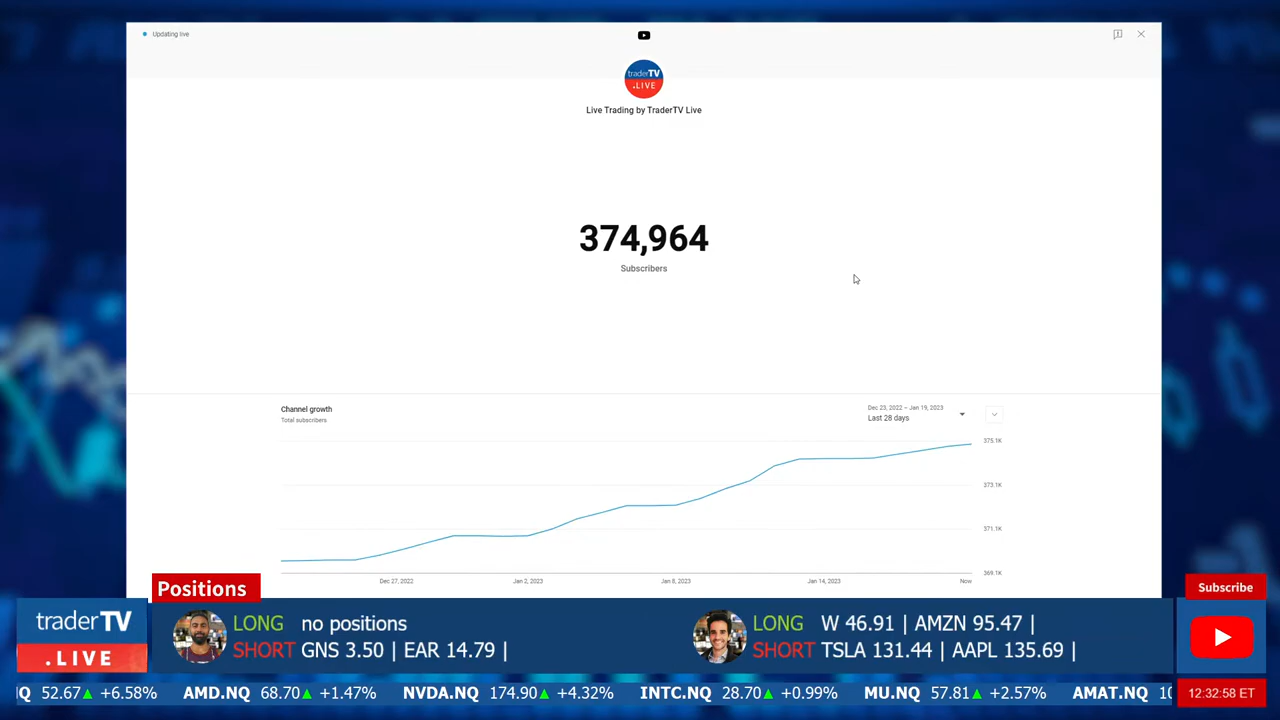 Updating live
traderTV
.LIVE
Live Trading by TraderTV Live
374,964
Subscribers
Channel growth
Total subscribers
Dec 23, 2022 – Jan 19, 2023
Last 28 days
375.1K
373.1K
371.1K
369.1K
Dec 27, 2022
Jan 2, 2023
Jan 8, 2023
Jan 14, 2023
Now
Positions
Subscribe
traderTV
.LIVE
LONG no positions
SHORT GNS 3.50 | EAR 14.79 |
LONG W 46.91 | AMZN 95.47 |
SHORT TSLA 131.44 | AAPL 135.69 |
Q 52.67▲ +6.58% AMD.NQ 68.70▲ +1.47% NVDA.NQ 174.90▲ +4.32% INTC.NQ 28.70▲ +0.99% MU.NQ 57.81▲ +2.57% AMAT.NQ
12:32:58 ET